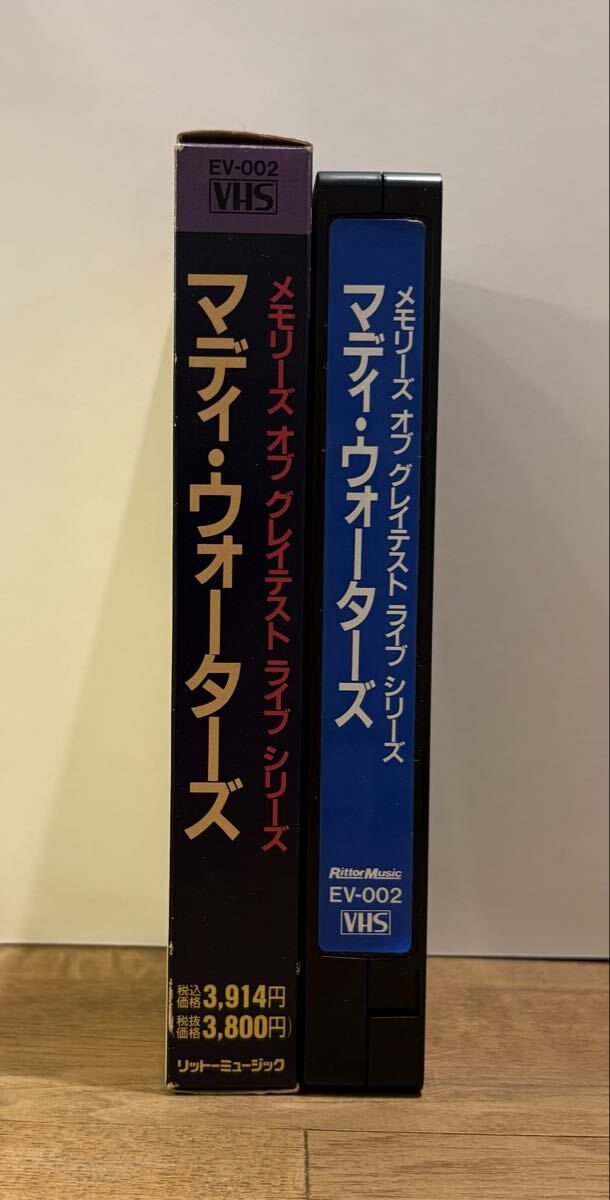 EV-002
VHS
メモリーズ オブ グレイテスト ライブ シリーズ
マディ・ウォーターズ
税込価格 3,914円
税抜価格 3,800円)
リットーミュージック
メモリーズ オブ グレイテスト ライブ シリーズ
マディ・ウォーターズ
RittorMusic
EV-002
VHS